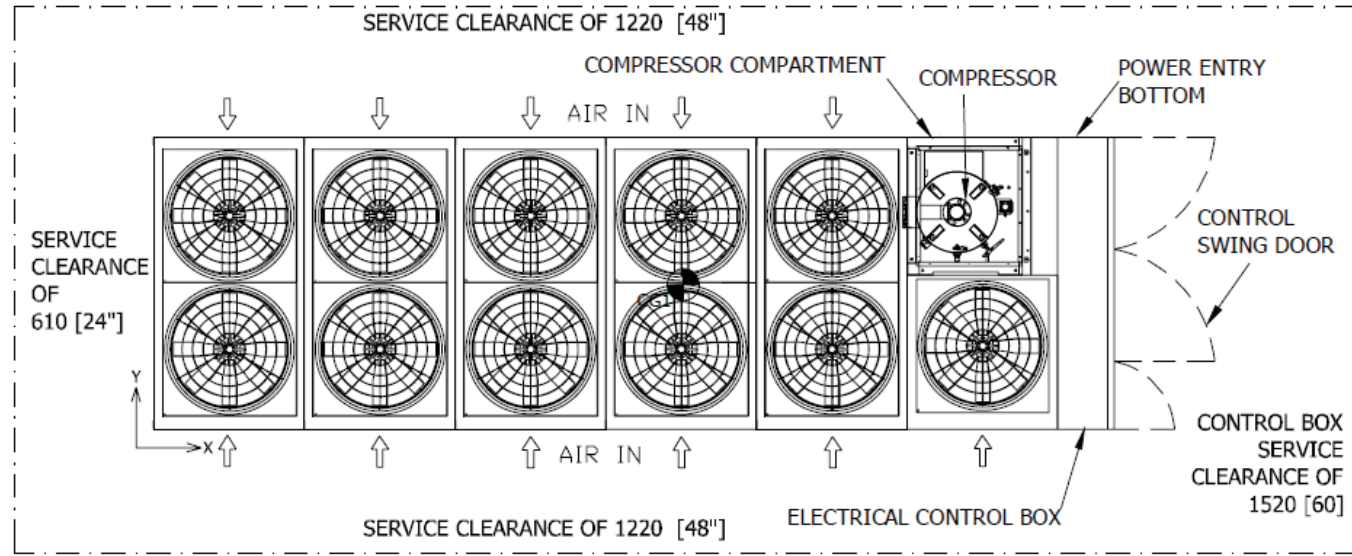 SERVICE CLEARANCE OF 1220 [48"]
COMPRESSOR COMPARTMENT
COMPRESSOR
POWER ENTRY
BOTTOM
AIR IN
CONTROL
SWING DOOR
SERVICE
CLEARANCE
OF
610 [24"]
CG1
Y
X
AIR IN
CONTROL BOX
SERVICE
CLEARANCE OF
1520 [60]
ELECTRICAL CONTROL BOX
SERVICE CLEARANCE OF 1220 [48"]